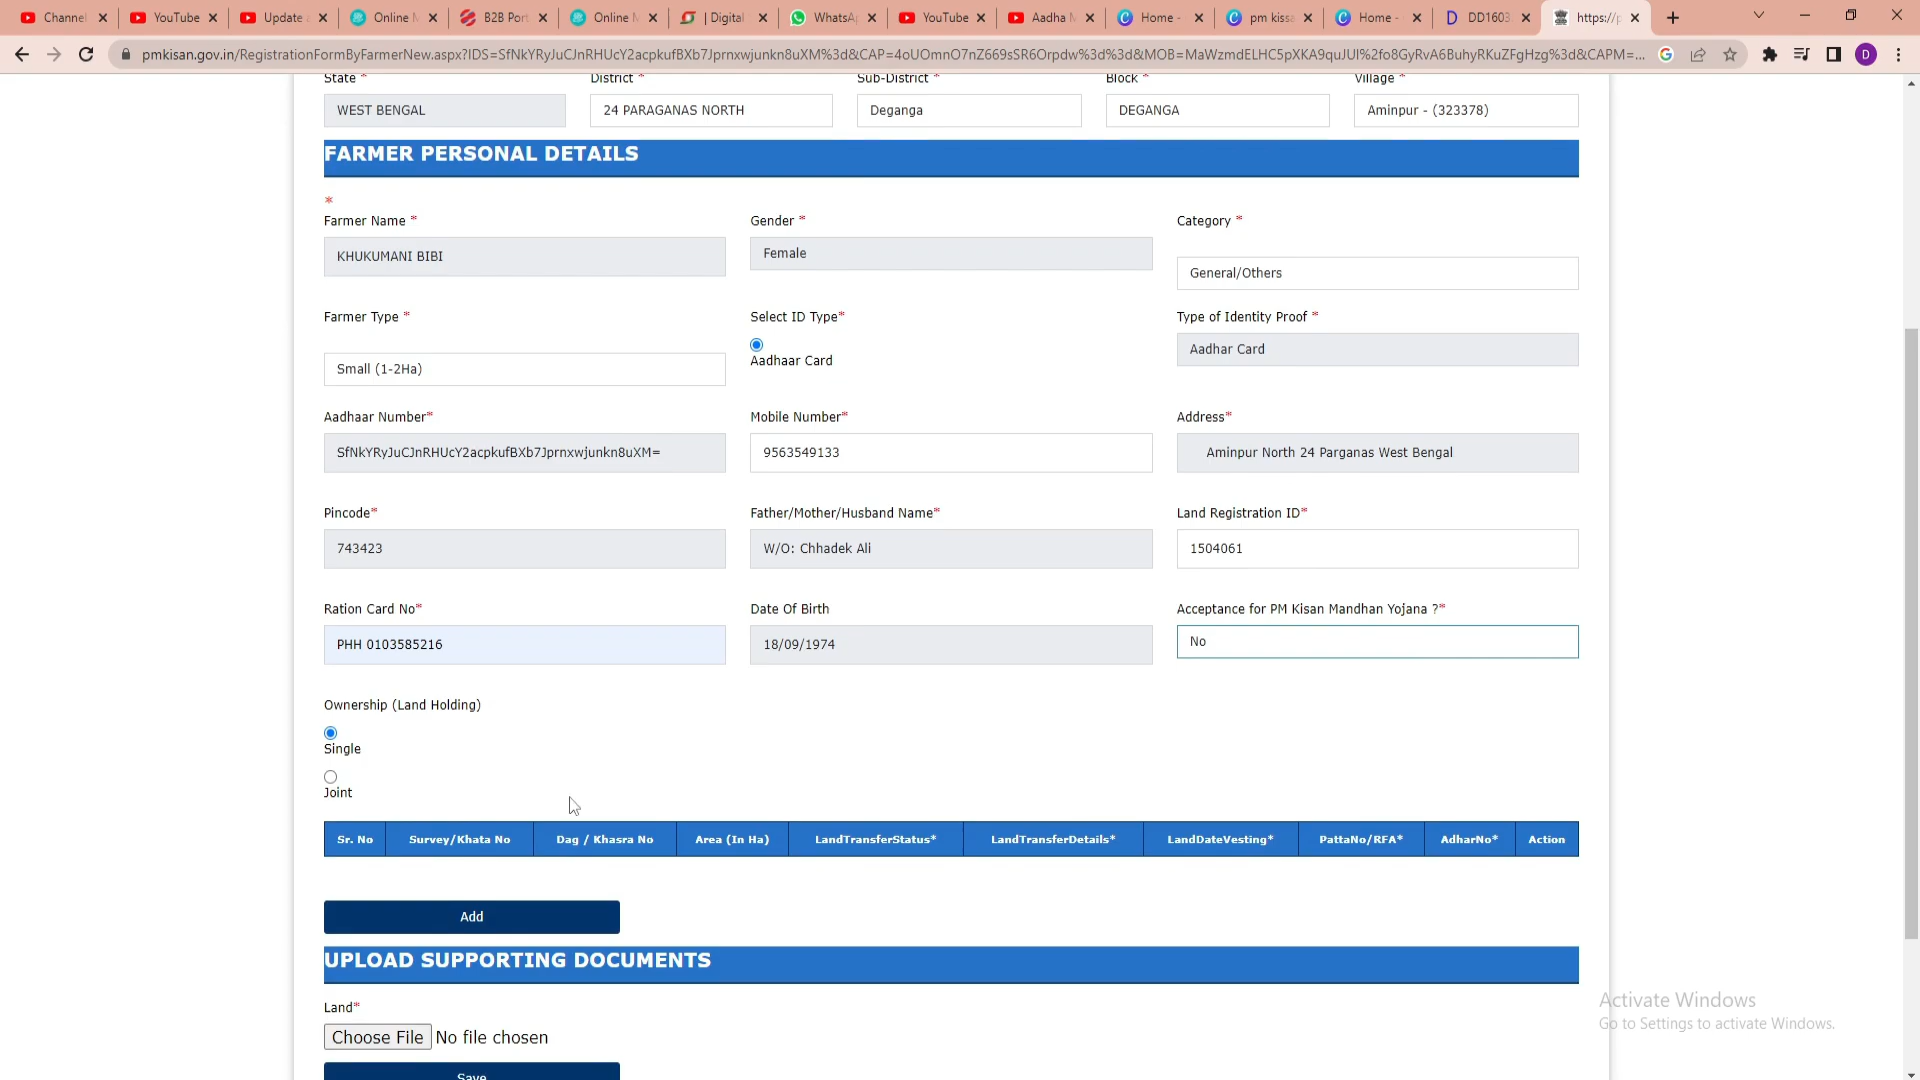 Channel
YouTube
Update
Online
B2B Port
Online
| Digital
WhatsA
YouTube
Aadha
Home -
pm kiss
Home -
DD1603
https://p
pmkisan.gov.in/RegistrationFormByFarmerNew.aspx?IDS=SfNkYRyJuCJnRHUcY2acpkufBXb7Jprnxwjunkn8uXM%3d&CAP=4oUOmnO7nZ669sSR6Orpdw%3d%3d&MOB=MaWzmdELHC5pXKA9quJUl%2fo8GyRvA6BuhyRKuZFgHzg%3d&CAPM=...
D
State * District * Sub-District * Block * Village *
WEST BENGAL 24 PARAGANAS NORTH Deganga DEGANGA Aminpur - (323378)
FARMER PERSONAL DETAILS
*
Farmer Name * Gender * Category *
KHUKUMANI BIBI Female General/Others
Farmer Type * Select ID Type* Type of Identity Proof *
Small (1-2Ha) Aadhaar Card Aadhar Card
Aadhaar Number* Mobile Number* Address*
SfNkYRyJuCJnRHUcY2acpkufBXb7Jprnxwjunkn8uXM= 9563549133 Aminpur North 24 Parganas West Bengal
Pincode* Father/Mother/Husband Name* Land Registration ID*
743423 W/O: Chhadek Ali 1504061
Ration Card No* Date Of Birth Acceptance for PM Kisan Mandhan Yojana ?*
PHH 0103585216 18/09/1974 No
Ownership (Land Holding)
Single
Joint
Sr. No Survey/Khata No Dag / Khasra No Area (In Ha) LandTransferStatus* LandTransferDetails* LandDateVesting* PattaNo/RFA* AdharNo* Action
Add
UPLOAD SUPPORTING DOCUMENTS
Land*
Choose File No file chosen
Save
Activate Windows
Go to Settings to activate Windows.